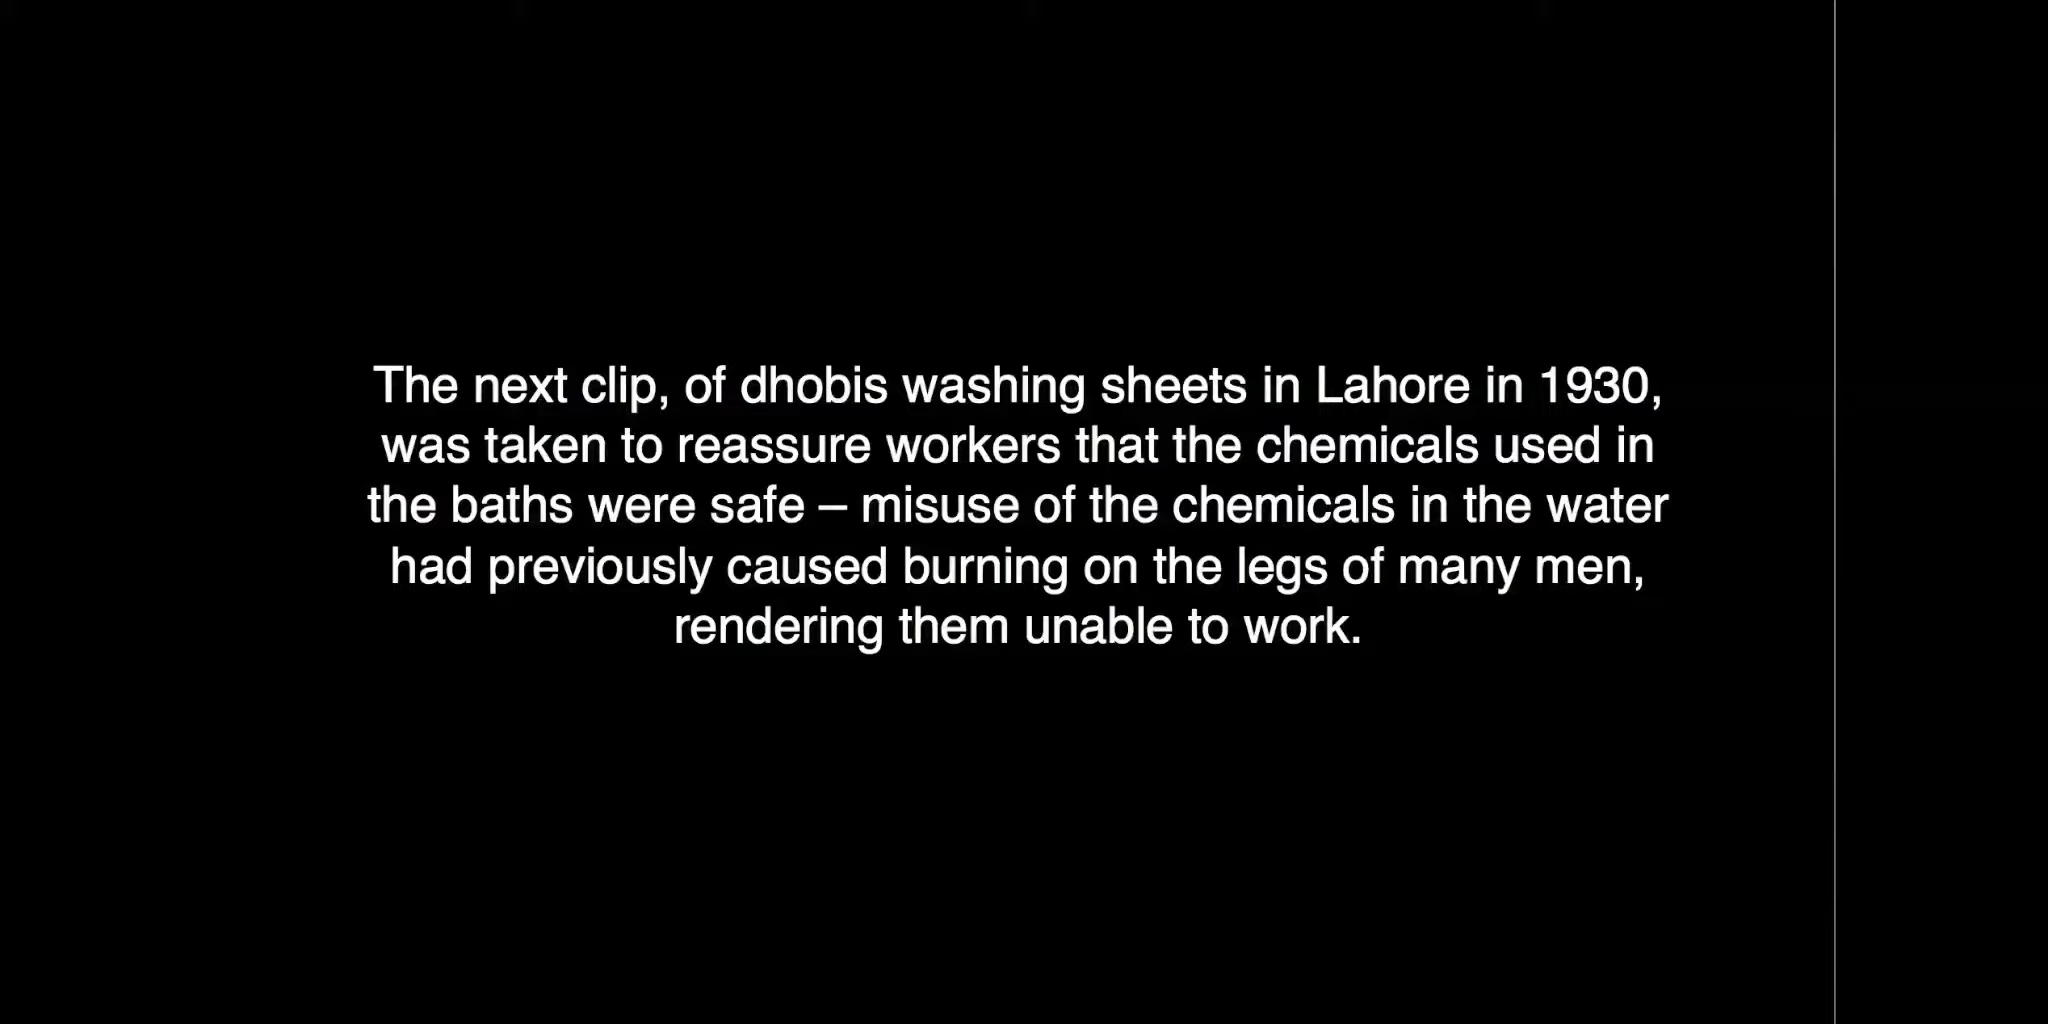 The next clip, of dhobis washing sheets in Lahore in 1930,
was taken to reassure workers that the chemicals used in
the baths were safe – misuse of the chemicals in the water
had previously caused burning on the legs of many men,
rendering them unable to work.